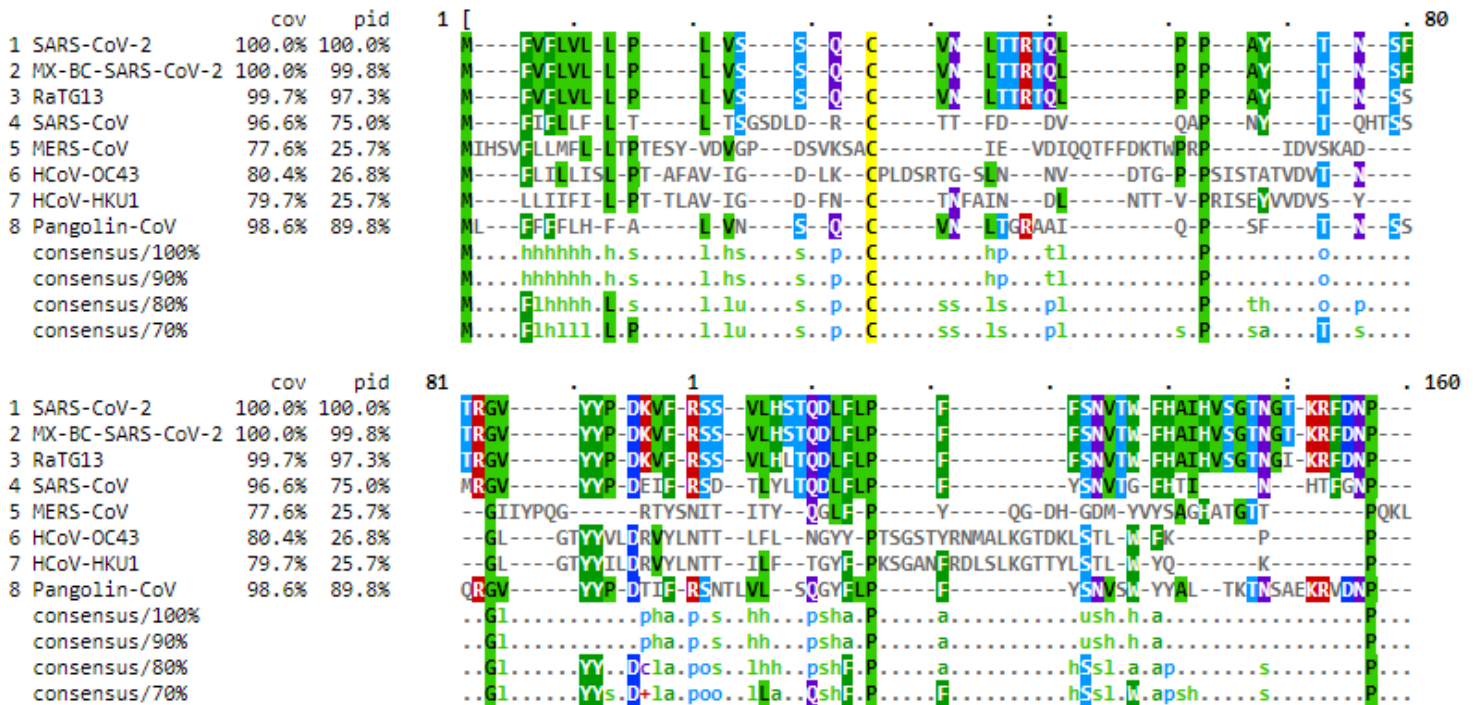 cov pid 1 [ . . . : . . . 80
1 SARS-CoV-2 100.0% 100.0% M----FVFLVL-L-P-----L-VS----S--Q--C-----VN--LTTRTQL---------P-P---AY----T--N--SF
2 MX-BC-SARS-CoV-2 100.0% 99.8% M----FVFLVL-L-P-----L-VS----S--Q--C-----VN--LTTRTQL---------P-P---AY----T--N--SF
3 RaTG13 99.7% 97.3% M----FVFLVL-L-P-----L-VS----S--Q--C-----VN--LTTRTQL---------P-P---AY----T--N--SS
4 SARS-CoV 96.6% 75.0% M----FIFLLF-L-T-----L-TSGSDLD--R--C-----TT--FD--DV---------QAP---NY----T--QHTSS
5 MERS-CoV 77.6% 25.7% MIHSVFLLMFL-LTPTESY-VDVGP---DSVKSAC---------IE--VDIQQTFFDKTWPRP-----IDVSKAD----
6 HCoV-OC43 80.4% 26.8% M----FLILLISL-PT-AFAV-IG----D-LK--CPLDSRTG-SLN---NV-----DTG-P-PSISTATVDVT--N----
7 HCoV-HKU1 79.7% 25.7% M----LLIIFI-L-PT-TLAV-IG----D-FN--C-----TNFAIN--DL-----NTT-V-PRISEYVVDVS--Y----
8 Pangolin-CoV 98.6% 89.8% ML---FFFFLH-F-A-----L-VN----S--Q--C-----VN--LTGRAAI---------Q-P---SF----T--N--SS
consensus/100% M....hhhhhh.h.s.....l.hs....s..p..C.........hp...tl...........P.........o.......
consensus/90% M....hhhhhh.h.s.....l.hs....s..p..C.........hp...tl...........P.........o.......
consensus/80% M....Flhhhh.L.s.....l.lu....s..p..C.....ss..ls...pl...........P...th....o..p....
consensus/70% M....Flhlll.L.P.....l.lu....s..p..C.....ss..ls...pl.........s.P...sa....T..s....
cov pid 81 . 1 . . . . : . 160
1 SARS-CoV-2 100.0% 100.0% TRGV------YYP-DKVF-RSS--VLHSTQDLFLP-----F----------FSNVTW-FHAIHVSGTNGT-KRFDNP---
2 MX-BC-SARS-CoV-2 100.0% 99.8% TRGV------YYP-DKVF-RSS--VLHSTQDLFLP-----F----------FSNVTW-FHAIHVSGTNGT-KRFDNP---
3 RaTG13 99.7% 97.3% TRGV------YYP-DKVF-RSS--VLHLTQDLFLP-----F----------FSNVTW-FHAIHVSGTNGI-KRFDNP---
4 SARS-CoV 96.6% 75.0% MRGV------YYP-DEIF-RSD--TLYLTQDLFLP-----F----------YSNVTG-FHTI-----N---HTFGNP---
5 MERS-CoV 77.6% 25.7% --GIIYPQG------RTYSNIT--ITY--QGLF-P-----Y-----QG-DH-GDM-YVYSAGHATGTT--------PQKL
6 HCoV-OC43 80.4% 26.8% --GL----GTYYVLDRVYLNTT--LFL--NGYY-PTSGSTYRNMALKGTDKLSTL-W-FK-------P--------P---
7 HCoV-HKU1 79.7% 25.7% --GL----GTYYILDRVYLNTT--ILF--TGYF-PKSGANFRDLSLKGTTYLSTL-W-YQ-------K--------P---
8 Pangolin-CoV 98.6% 89.8% QRGV------YYP-DTIF-RSNTLVL--SQGYFLP-----F----------YSNVSW-YYAL--TKTNSAEKRVDNP---
consensus/100% ..Gl...........pha.p.s..hh...psha.P.....a...........ush.h.a.................P...
consensus/90% ..Gl...........pha.p.s..hh...psha.P.....a...........ush.h.a.................P...
consensus/80% ..Gl......YY..Dcla.pos..lhh..pshF.P.....a..........hSsl.a.ap.......s........P...
consensus/70% ..Gl......YYs.D+la.poo..lLa..QshF.P.....F..........hSsl.W.apsh.....s........P...